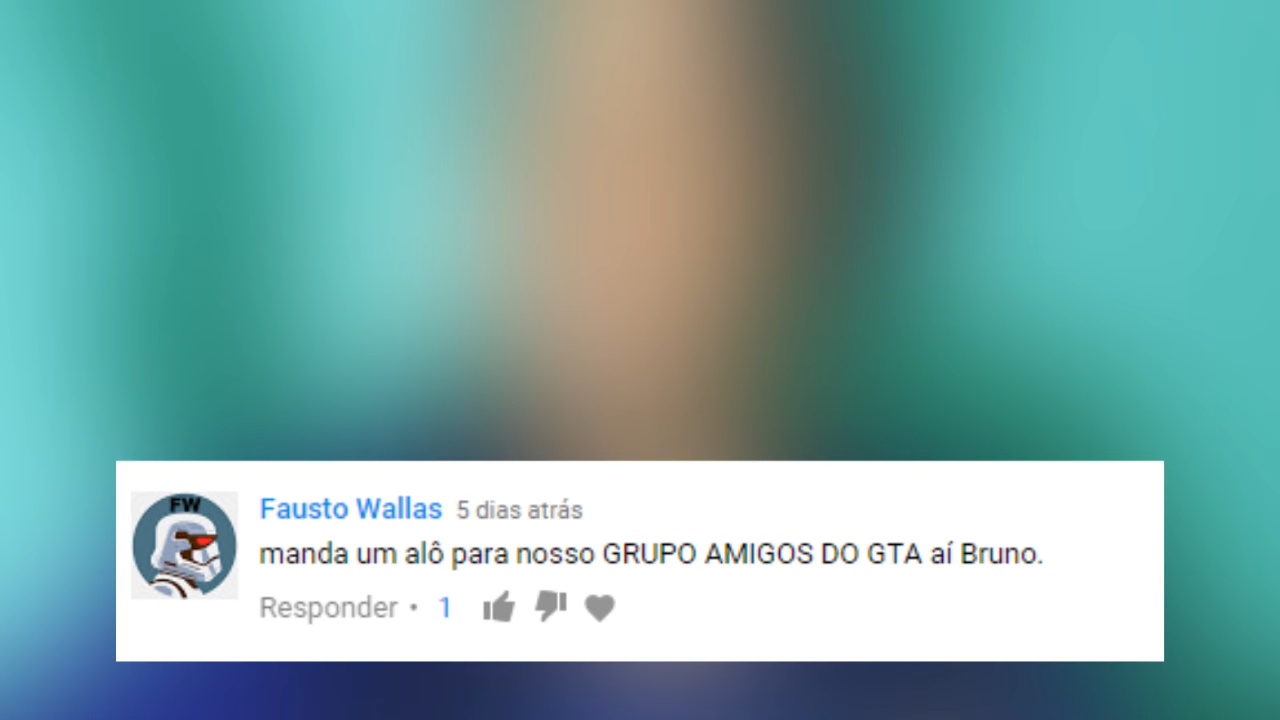 FW
Fausto Wallas 5 dias atrás
manda um alô para nosso GRUPO AMIGOS DO GTA aí Bruno.
Responder • 1